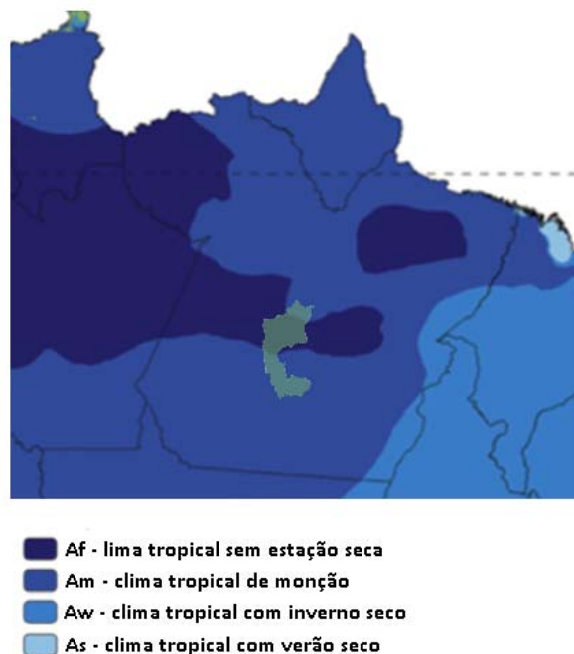 Af - lima tropical sem estação seca
Am - clima tropical de monção
Aw - clima tropical com inverno seco
As - clima tropical com verão seco